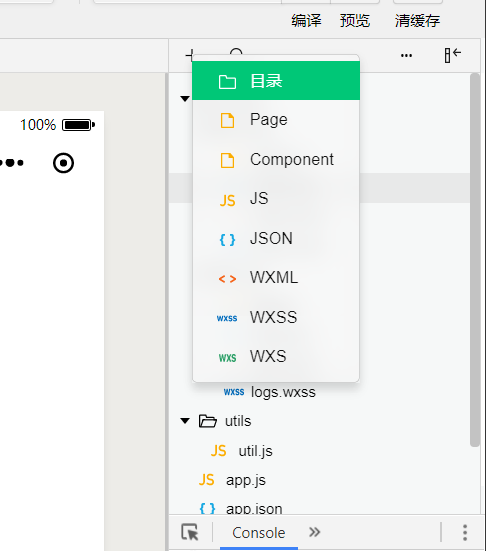 编译 预览 清缓存
目录
100%
Page
Component
JS JS
{ } JSON
< > WXML
wxss WXSS
WXS WXS
wxss logs.wxss
utils
JS util.js
JS app.js
{ } app.json
Console